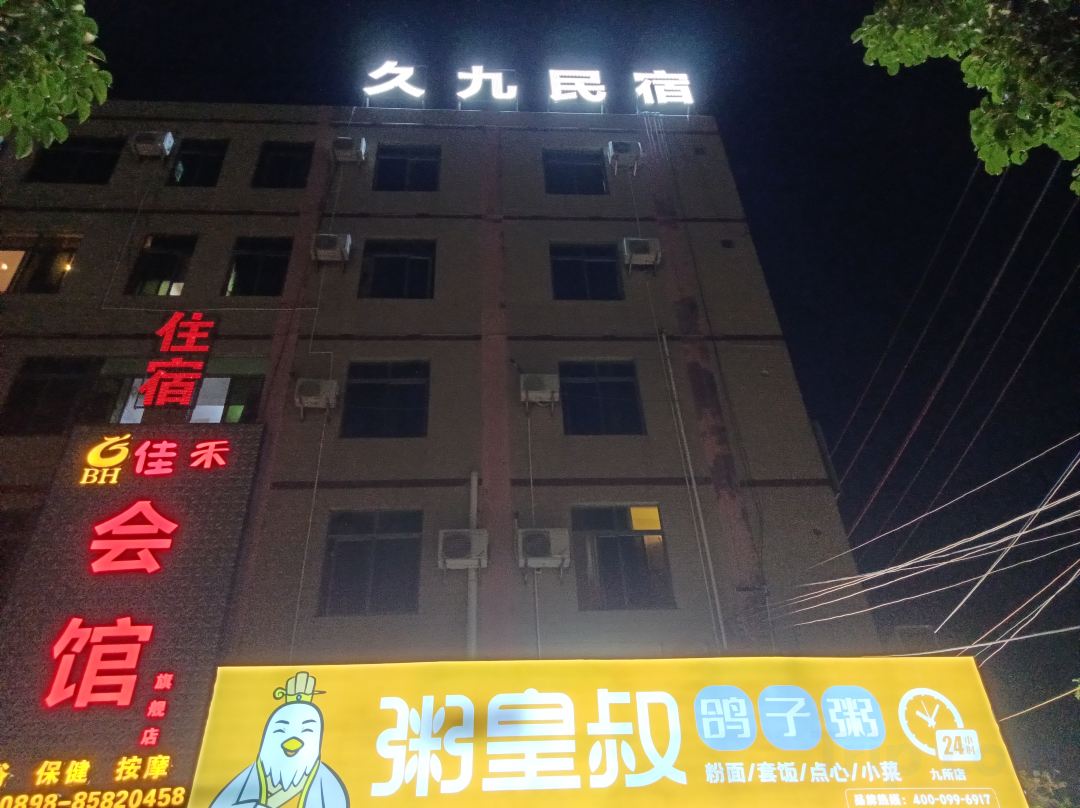 久九民宿
住宿
BH 佳禾
会馆
旗舰店
保健 按摩
0898-85820458
粥皇叔
鸽子粥
粉面/套饭/点心/小菜
24小时
九所店
400-099-6917